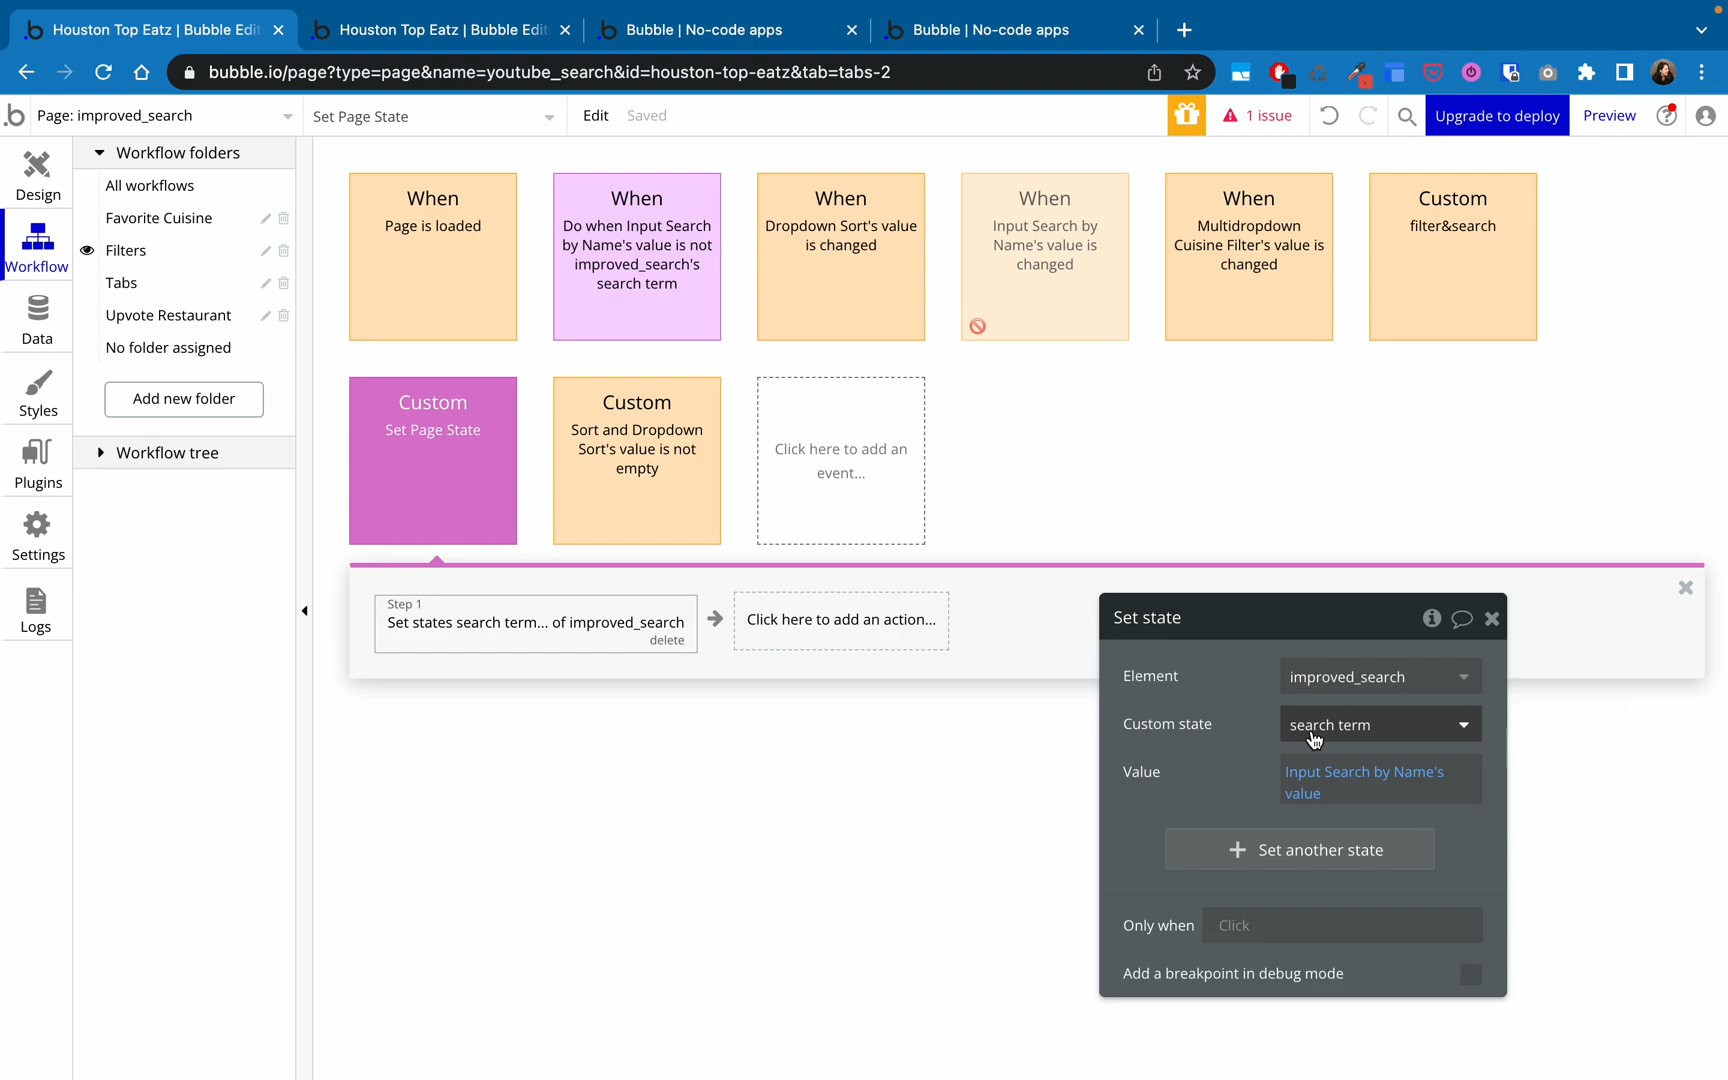 Houston Top Eatz | Bubble Edit
Houston Top Eatz | Bubble Edit
Bubble | No-code apps
Bubble | No-code apps
bubble.io/page?type=page&name=youtube_search&id=houston-top-eatz&tab=tabs-2
Page: improved_search
Set Page State
Edit
Saved
1 issue
Upgrade to deploy
Preview
Design
Workflow
Data
Styles
Plugins
Settings
Logs
Workflow folders
All workflows
Favorite Cuisine
Filters
Tabs
Upvote Restaurant
No folder assigned
Add new folder
Workflow tree
When
Page is loaded
When
Do when Input Search
by Name's value is not
improved_search's
search term
When
Dropdown Sort's value
is changed
When
Input Search by
Name's value is
changed
When
Multidropdown
Cuisine Filter's value is
changed
Custom
filter&search
Custom
Set Page State
Custom
Sort and Dropdown
Sort's value is not
empty
Click here to add an
event...
Step 1
Set states search term... of improved_search
delete
Click here to add an action...
Set state
Element
improved_search
Custom state
search term
Value
Input Search by Name's
value
Set another state
Only when
Click
Add a breakpoint in debug mode